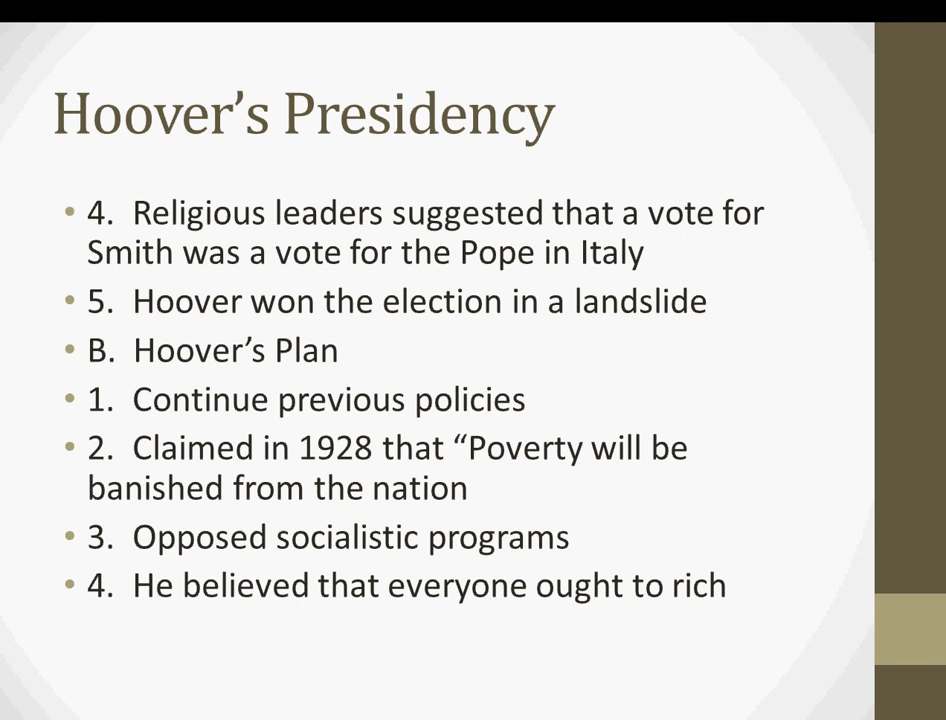 Hoover’s Presidency
• 4. Religious leaders suggested that a vote for
Smith was a vote for the Pope in Italy
• 5. Hoover won the election in a landslide
• B. Hoover’s Plan
• 1. Continue previous policies
• 2. Claimed in 1928 that “Poverty will be
banished from the nation
• 3. Opposed socialistic programs
• 4. He believed that everyone ought to rich